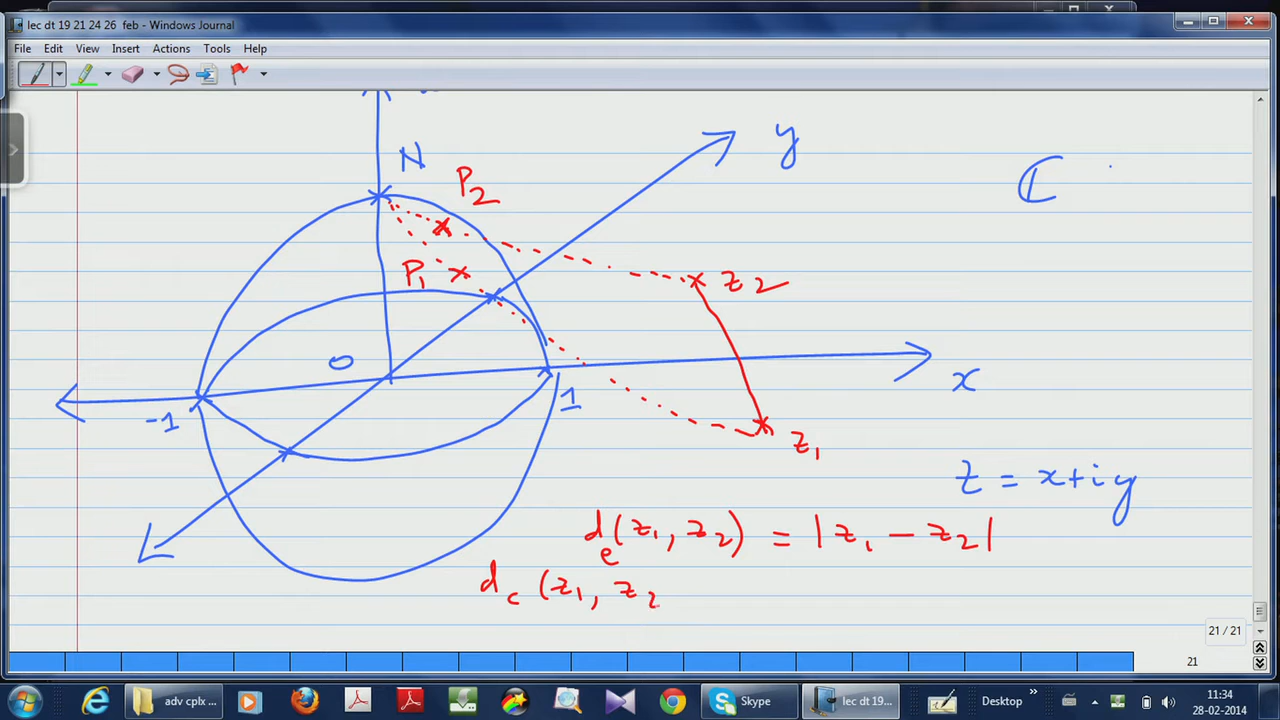 lec dt 19 21 24 26 feb - Windows Journal
File Edit View Insert Actions Tools Help
N
y
ℂ
P2
P1
z2
O
x
-1
1
z1
z = x+iy
de(z1, z2) = |z1 - z2|
dc(z1, z2
21 / 21
21
adv cplx ...
Skype
lec dt 19...
Desktop
11:34
28-02-2014